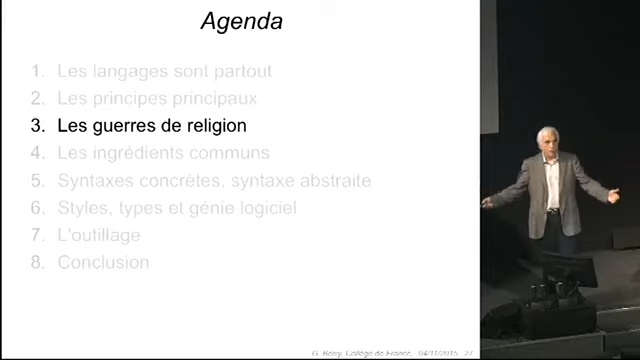 Agenda
1. Les langages sont partout
2. Les principes principaux
3. Les guerres de religion
4. Les ingrédients communs
5. Syntaxes concrètes, syntaxe abstraite
6. Styles, types et génie logiciel
7. L'outillage
8. Conclusion
G. Berry, Collège de France, 04/11/2015 27